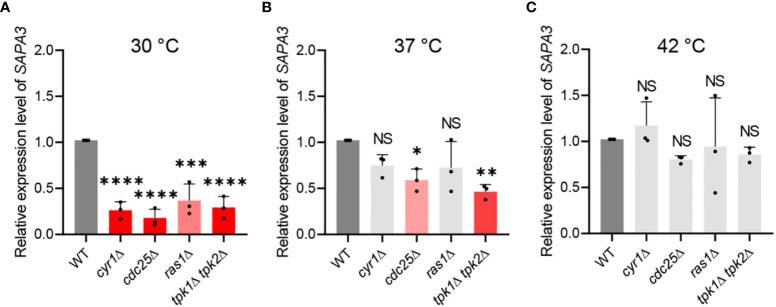 A
30 °C
Relative expression level of SAPA3
2.0
1.5
1.0
0.5
0.0
****
****
***
****
WT
cyr1Δ
cdc25Δ
ras1Δ
tpk1Δ tpk2Δ
B
37 °C
Relative expression level of SAPA3
2.0
1.5
1.0
0.5
0.0
NS
*
NS
**
WT
cyr1Δ
cdc25Δ
ras1Δ
tpk1Δ tpk2Δ
C
42 °C
Relative expression level of SAPA3
2.0
1.5
1.0
0.5
0.0
NS
NS
NS
NS
WT
cyr1Δ
cdc25Δ
ras1Δ
tpk1Δ tpk2Δ